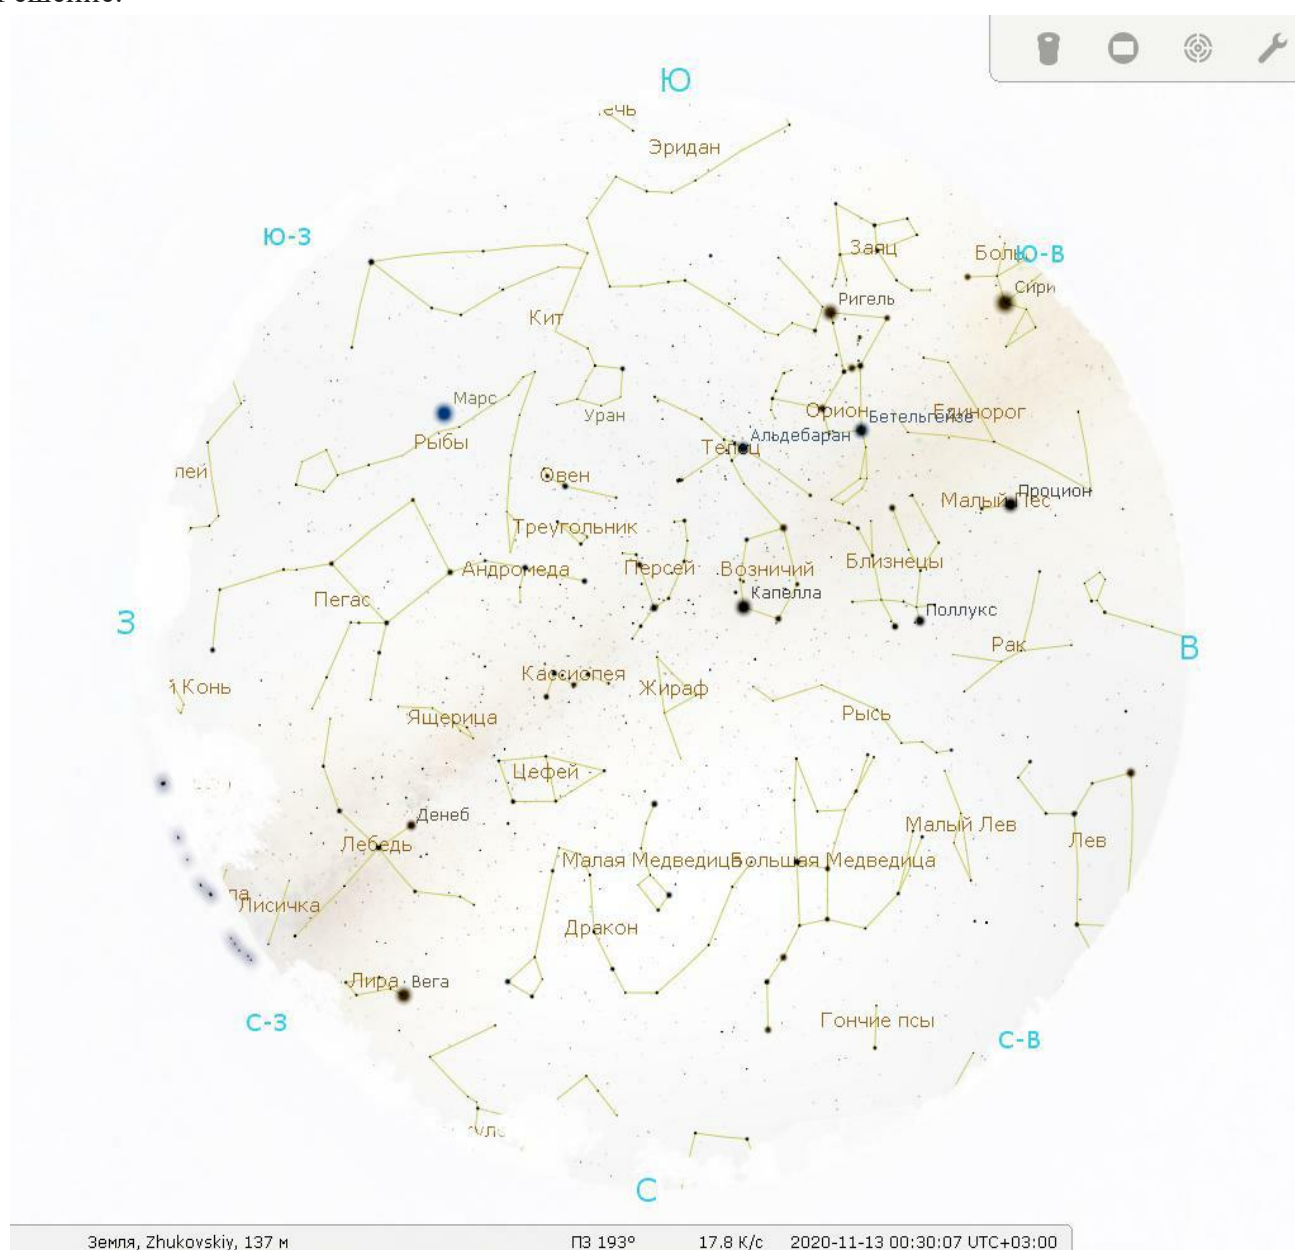 Ю
Эридан
Ю-З
Заяц
Ю-В
Сири
Ригель
Кит
Марс
Уран
Орион
Бетельгейзе
Единорог
Рыбы
Альдебаран
Телец
Овен
Процион
Малый Пес
Треугольник
Андромеда
Персей
Возничий
Близнецы
Капелла
Пегас
Поллукс
З
В
Рак
Кассиопея
Жираф
Конь
Ящерица
Рысь
Цефей
Денеб
Лебедь
Малый Лев
Лев
Малая Медведица
Большая Медведица
Лисичка
Дракон
Лира
Вега
С-З
Гончие псы
С-В
С
Земля, Zhukovskiy, 137 м
ПЗ 193°
17.8 К/с
2020-11-13 00:30:07 UTC+03:00